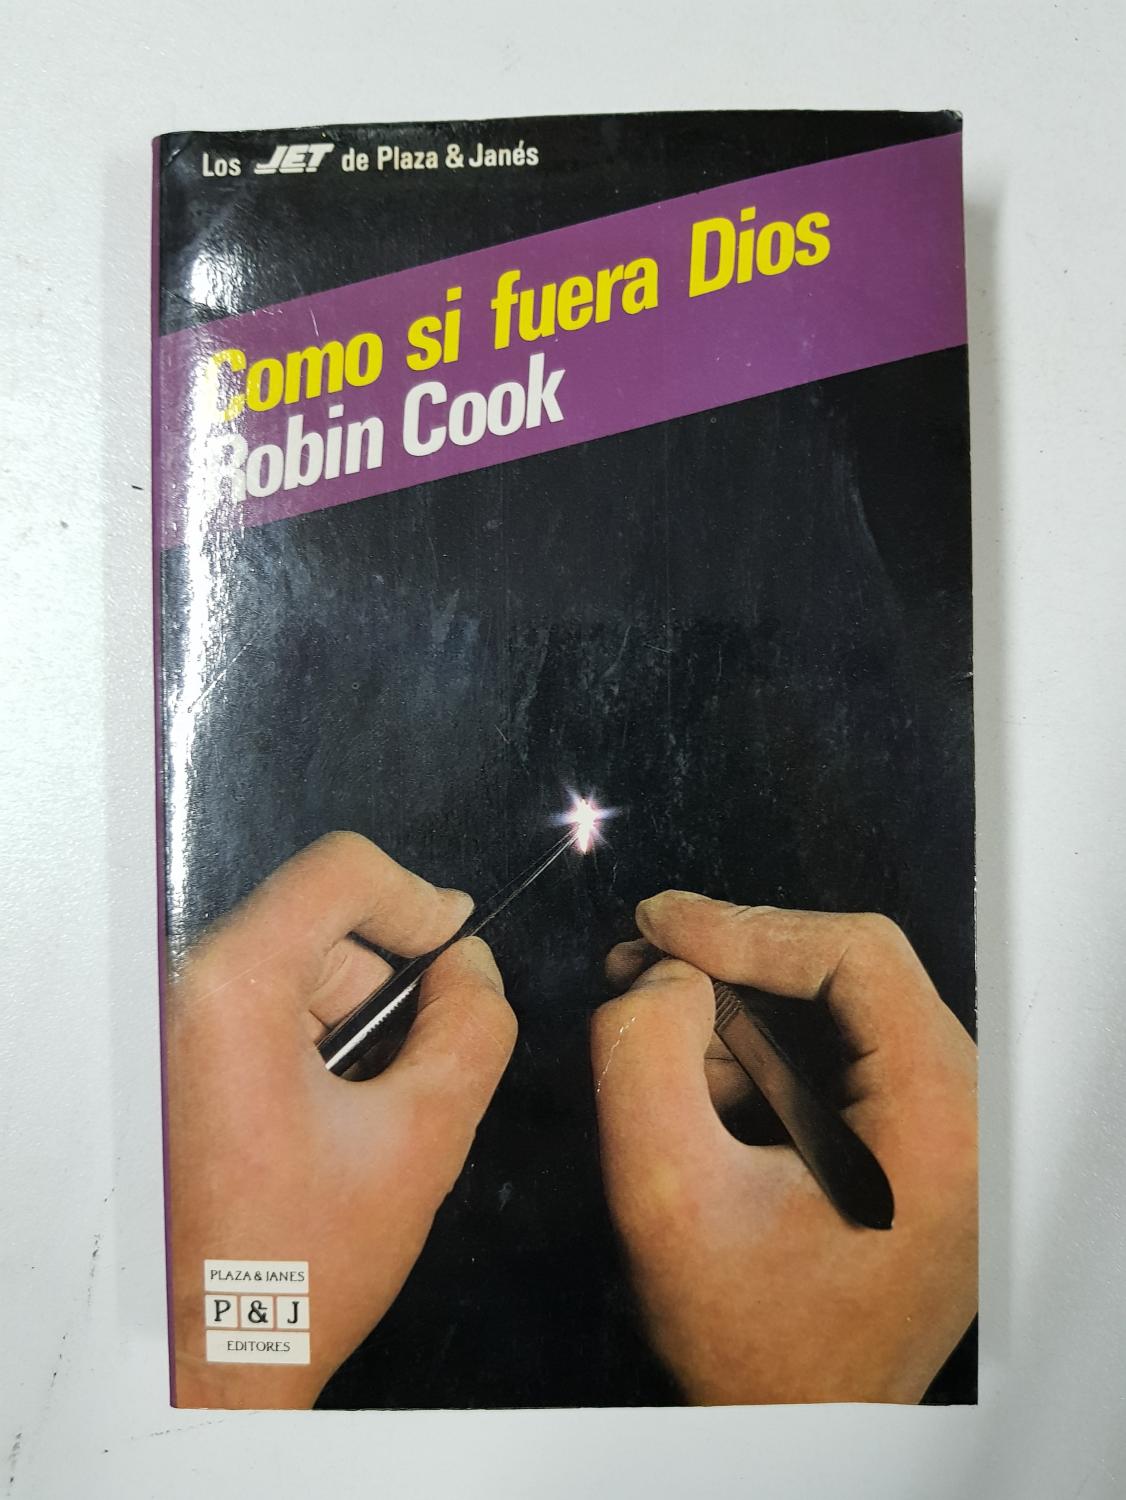 Los JET de Plaza & Janés
Como si fuera Dios
Robin Cook
PLAZA & JANES
P & J
EDITORES